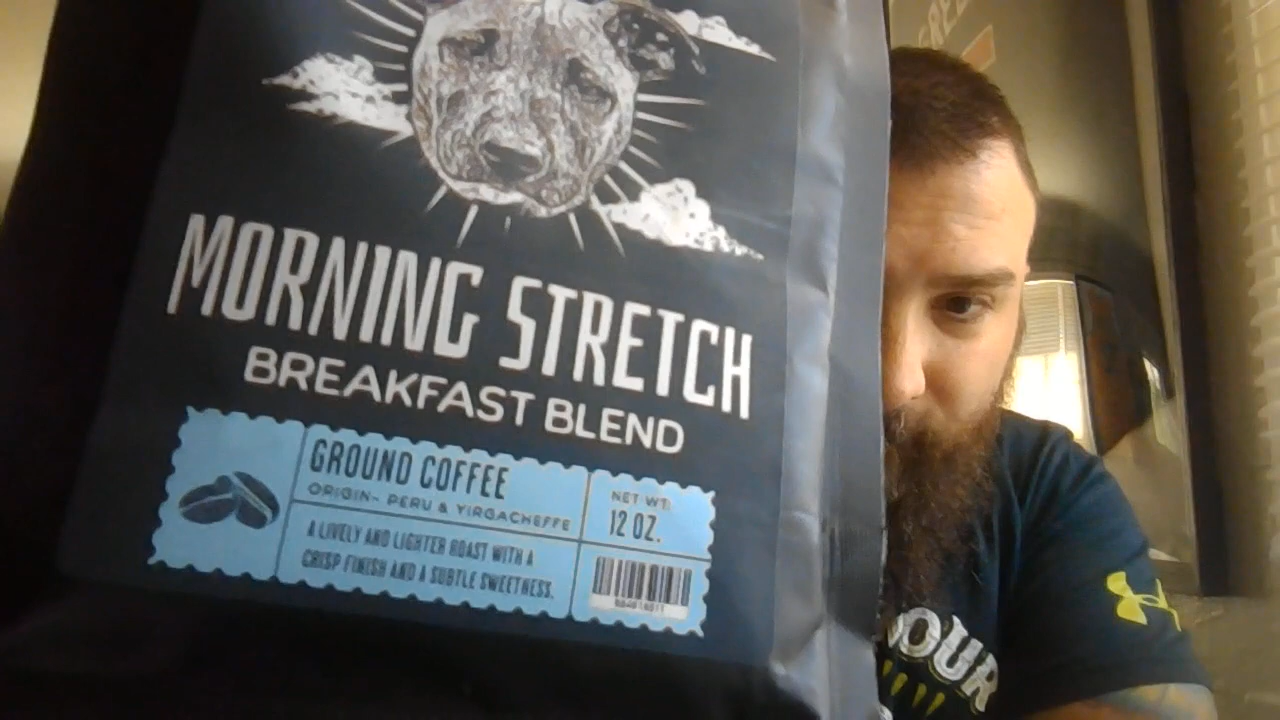 MORNING STRETCH
BREAKFAST BLEND
GROUND COFFEE
ORIGIN~ PERU & YIRGACHEFFE
A LIVELY AND LIGHTER ROAST WITH A
CRISP FINISH AND A SUBTLE SWEETNESS.
NET WT:
12 OZ.
OUR